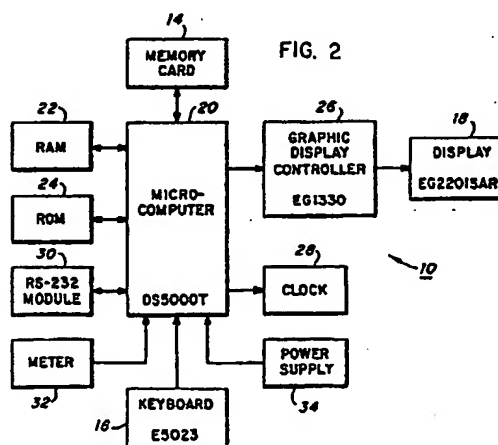 14
MEMORY
CARD
FIG. 2
22
RAM
20
MICRO-
COMPUTER
DS5000T
26
GRAPHIC
DISPLAY
CONTROLLER
EG1330
18
DISPLAY
EG2201SAR
24
ROM
10
30
RS-232
MODULE
28
CLOCK
METER
32
POWER
SUPPLY
34
KEYBOARD
E5023
16